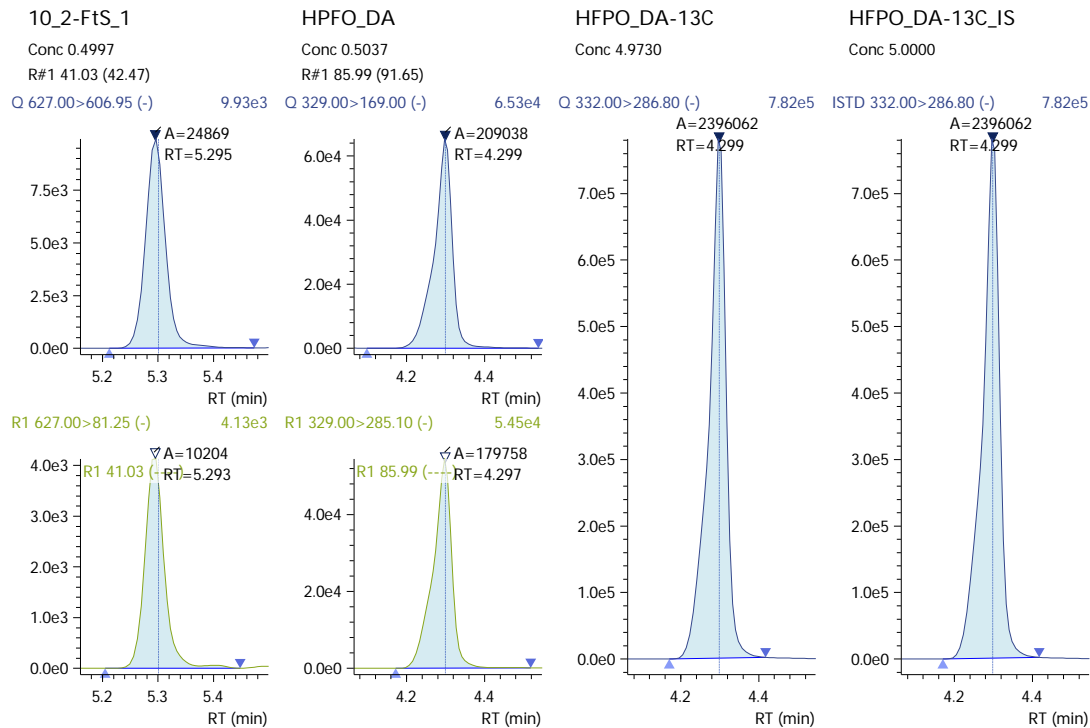 10_2-FtS_1
Conc 0.4997
R#1 41.03 (42.47)
Q 627.00>606.95 (-) 9.93e3
A=24869
RT=5.295
7.5e3
5.0e3
2.5e3
0.0e0
5.2 5.3 5.4
RT (min)
R1 627.00>81.25 (-) 4.13e3
A=10204
R1 41.03 (----)
RT=5.293
4.0e3
3.0e3
2.0e3
1.0e3
0.0e0
5.2 5.3 5.4
RT (min)
HPFO_DA
Conc 0.5037
R#1 85.99 (91.65)
Q 329.00>169.00 (-) 6.53e4
A=209038
RT=4.299
6.0e4
4.0e4
2.0e4
0.0e0
4.2 4.4
RT (min)
R1 329.00>285.10 (-) 5.45e4
A=179758
R1 85.99 (----)
RT=4.297
4.0e4
2.0e4
0.0e0
4.2 4.4
RT (min)
HFPO_DA-13C
Conc 4.9730
Q 332.00>286.80 (-) 7.82e5
A=2396062
RT=4.299
7.0e5
6.0e5
5.0e5
4.0e5
3.0e5
2.0e5
1.0e5
0.0e0
4.2 4.4
RT (min)
HFPO_DA-13C_IS
Conc 5.0000
ISTD 332.00>286.80 (-) 7.82e5
A=2396062
RT=4.299
7.0e5
6.0e5
5.0e5
4.0e5
3.0e5
2.0e5
1.0e5
0.0e0
4.2 4.4
RT (min)